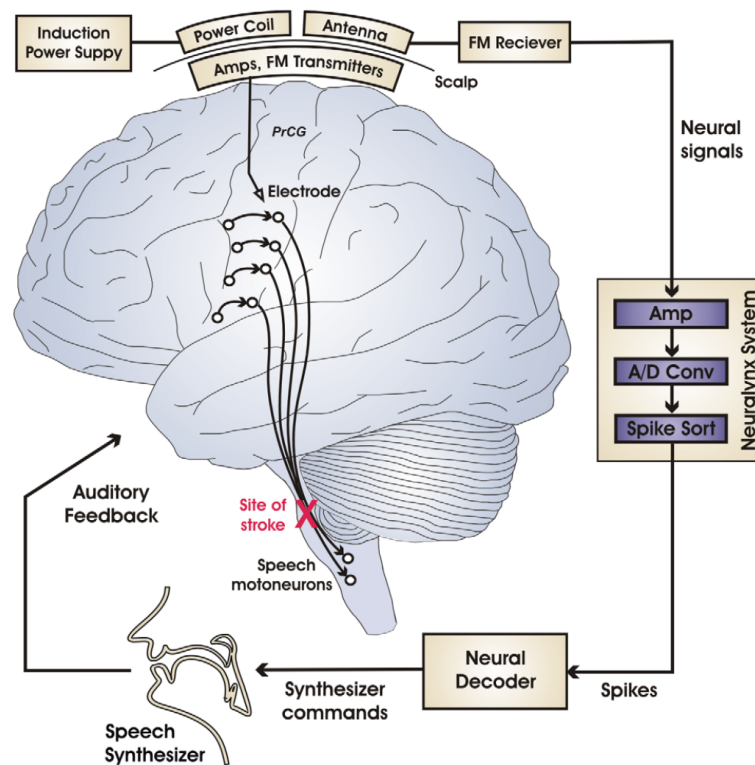 Induction
Power Suppy
Power Coil
Antenna
FM Reciever
Amps, FM Transmitters
Scalp
PrCG
Neural
signals
Electrode
Amp
A/D Conv
Spike Sort
Neuralynx System
Auditory
Feedback
Site of
stroke
Speech
motoneurons
Neural
Decoder
Spikes
Synthesizer
commands
Speech
Synthesizer
X